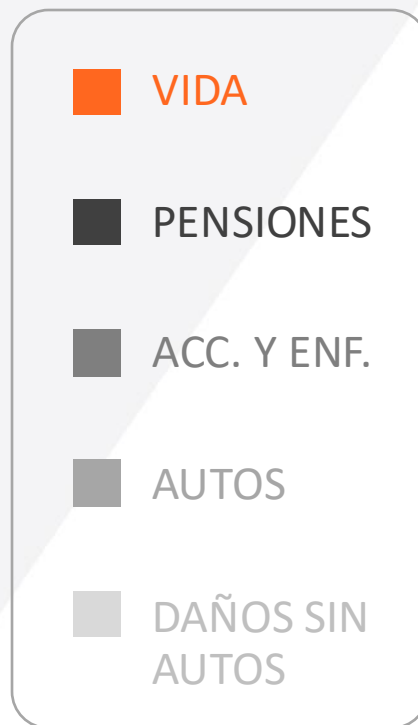 VIDA
PENSIONES
ACC. Y ENF.
AUTOS
DAÑOS SIN
AUTOS